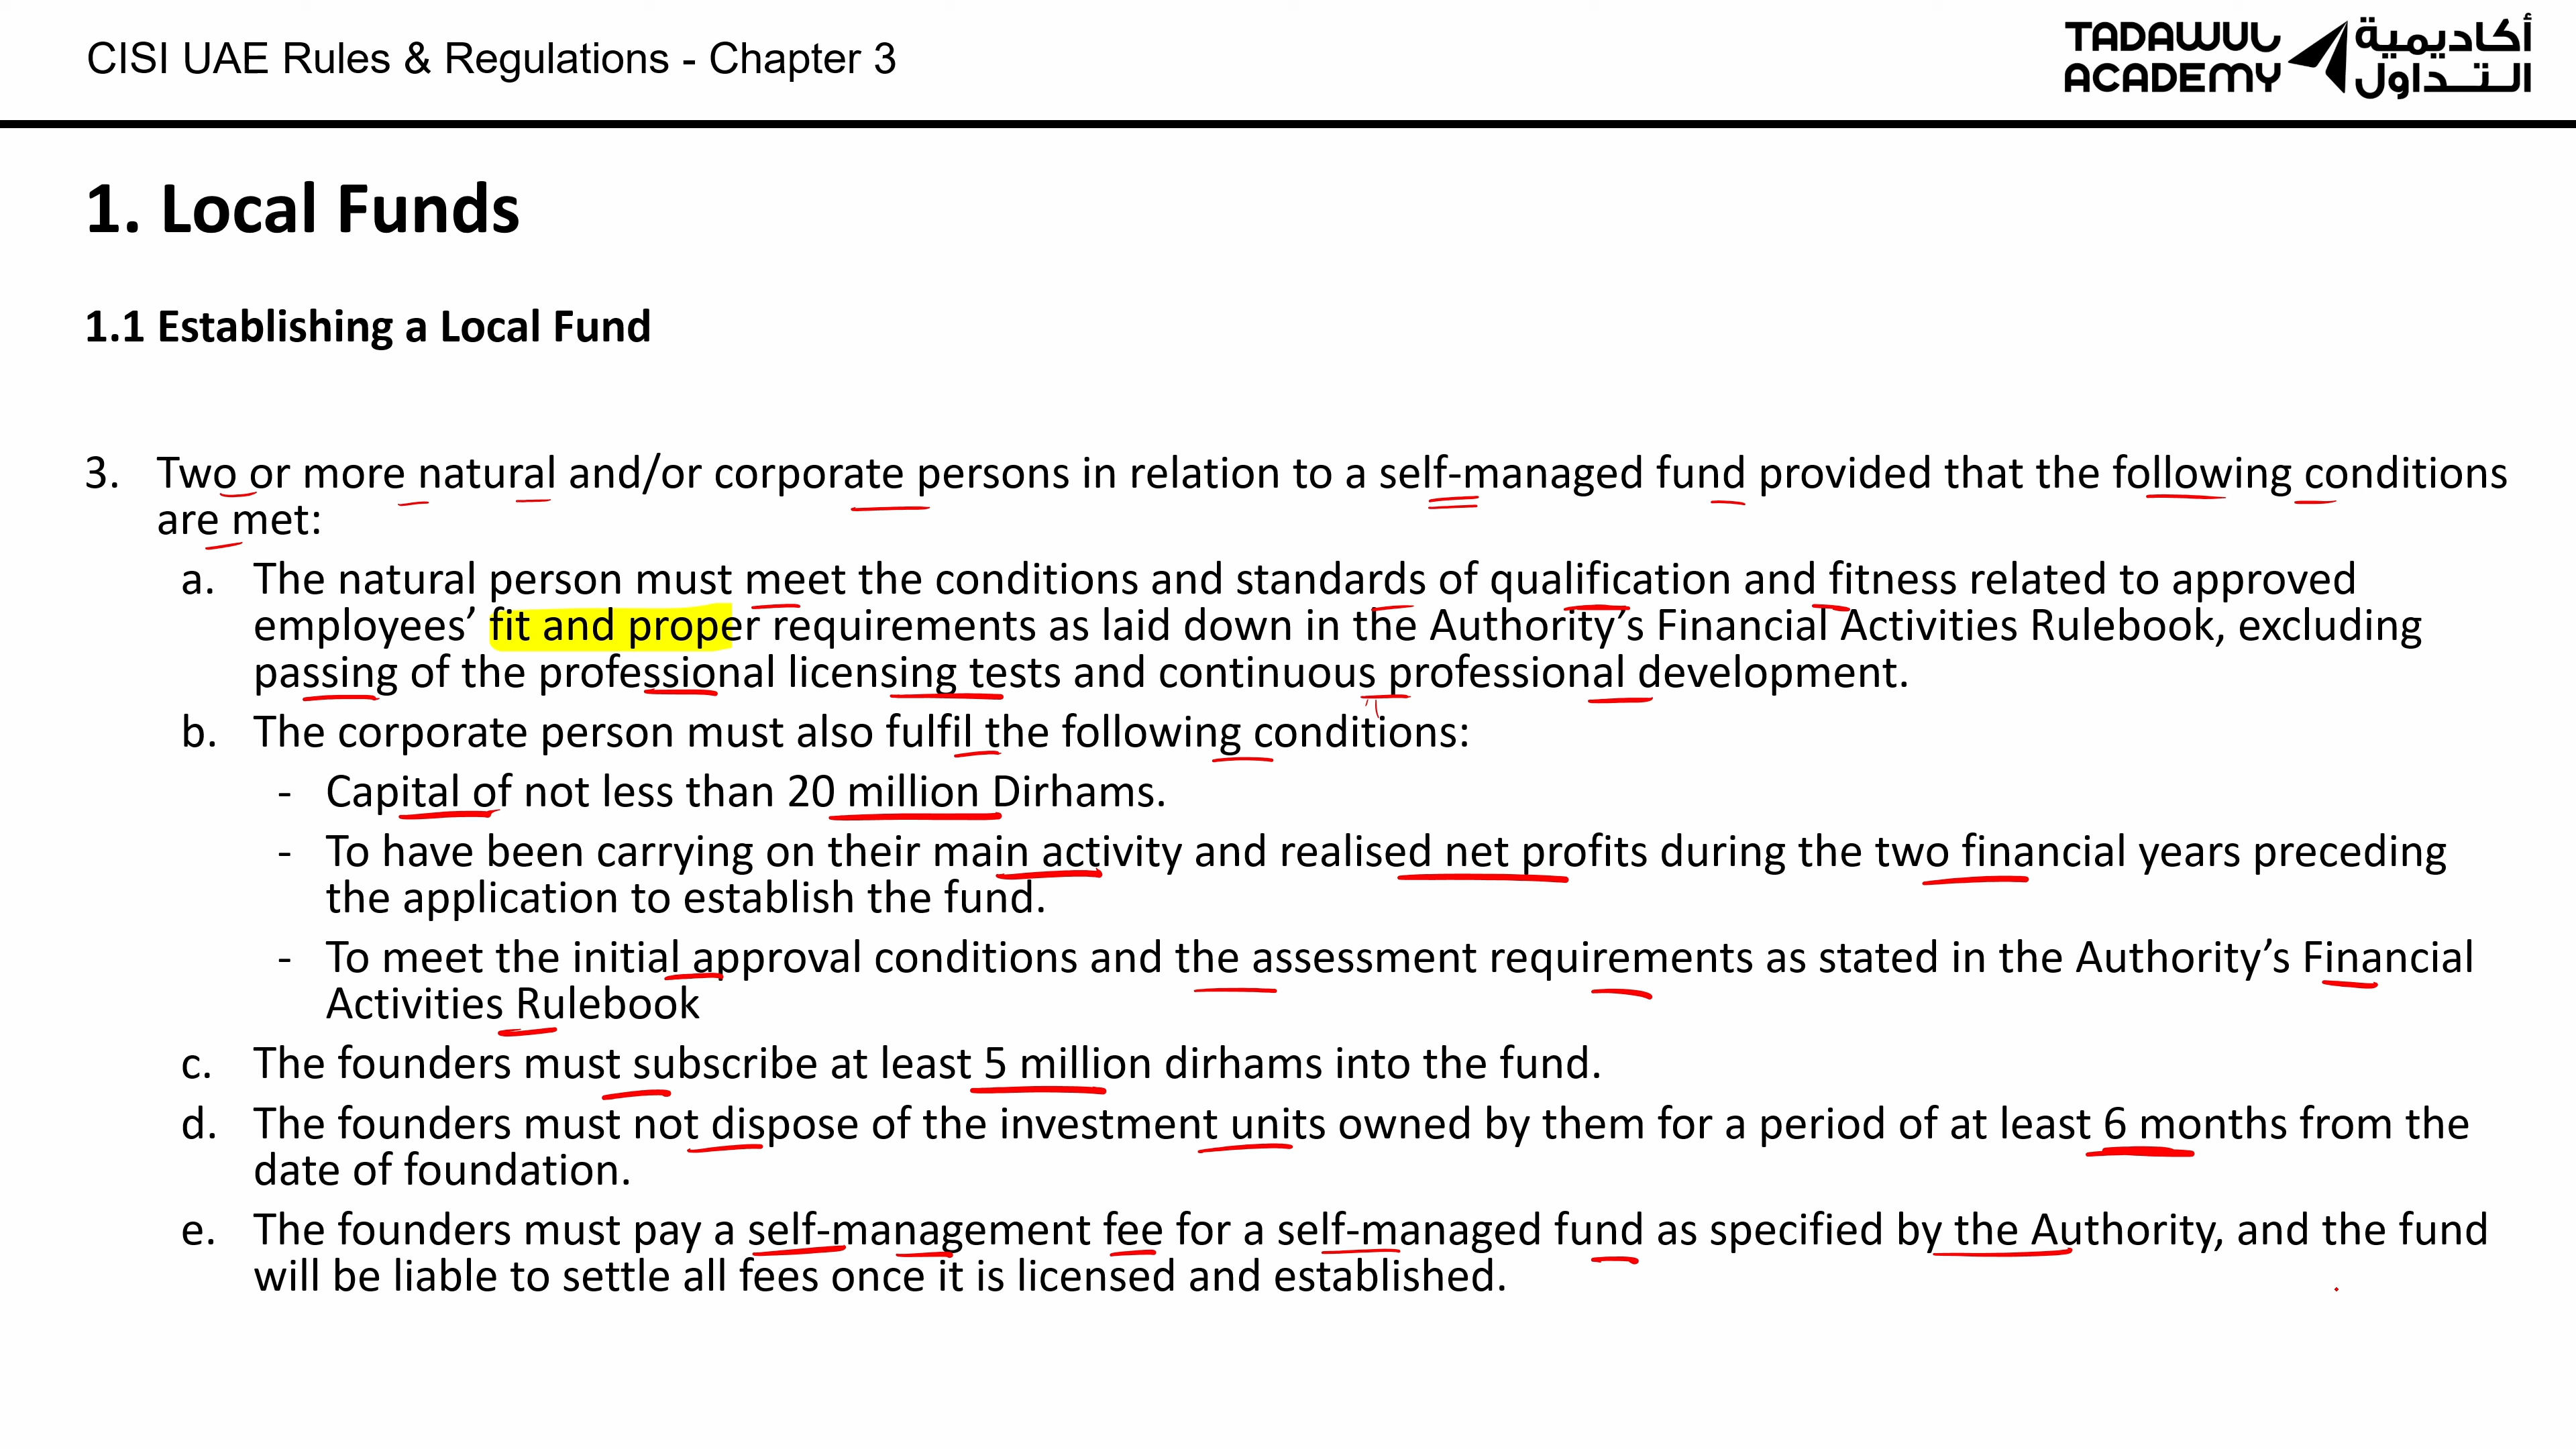 CISI UAE Rules & Regulations - Chapter 3
TADAWUL
ACADEMY
أكاديمية
التداول
1. Local Funds
1.1 Establishing a Local Fund
3. Two or more natural and/or corporate persons in relation to a self-managed fund provided that the following conditions
are met:
a. The natural person must meet the conditions and standards of qualification and fitness related to approved
employees’ fit and proper requirements as laid down in the Authority’s Financial Activities Rulebook, excluding
passing of the professional licensing tests and continuous professional development.
b. The corporate person must also fulfil the following conditions:
- Capital of not less than 20 million Dirhams.
- To have been carrying on their main activity and realised net profits during the two financial years preceding
the application to establish the fund.
- To meet the initial approval conditions and the assessment requirements as stated in the Authority’s Financial
Activities Rulebook
c. The founders must subscribe at least 5 million dirhams into the fund.
d. The founders must not dispose of the investment units owned by them for a period of at least 6 months from the
date of foundation.
e. The founders must pay a self-management fee for a self-managed fund as specified by the Authority, and the fund
will be liable to settle all fees once it is licensed and established.